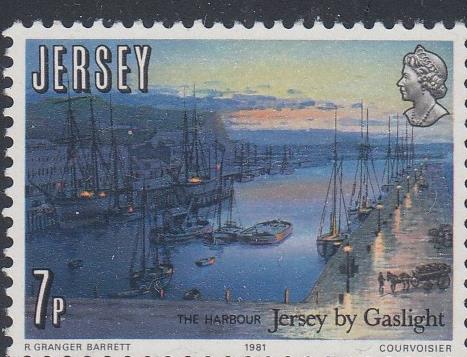 JERSEY
7P
THE HARBOUR Jersey by Gaslight
R GRANGER BARRETT 1981 COURVOISIER